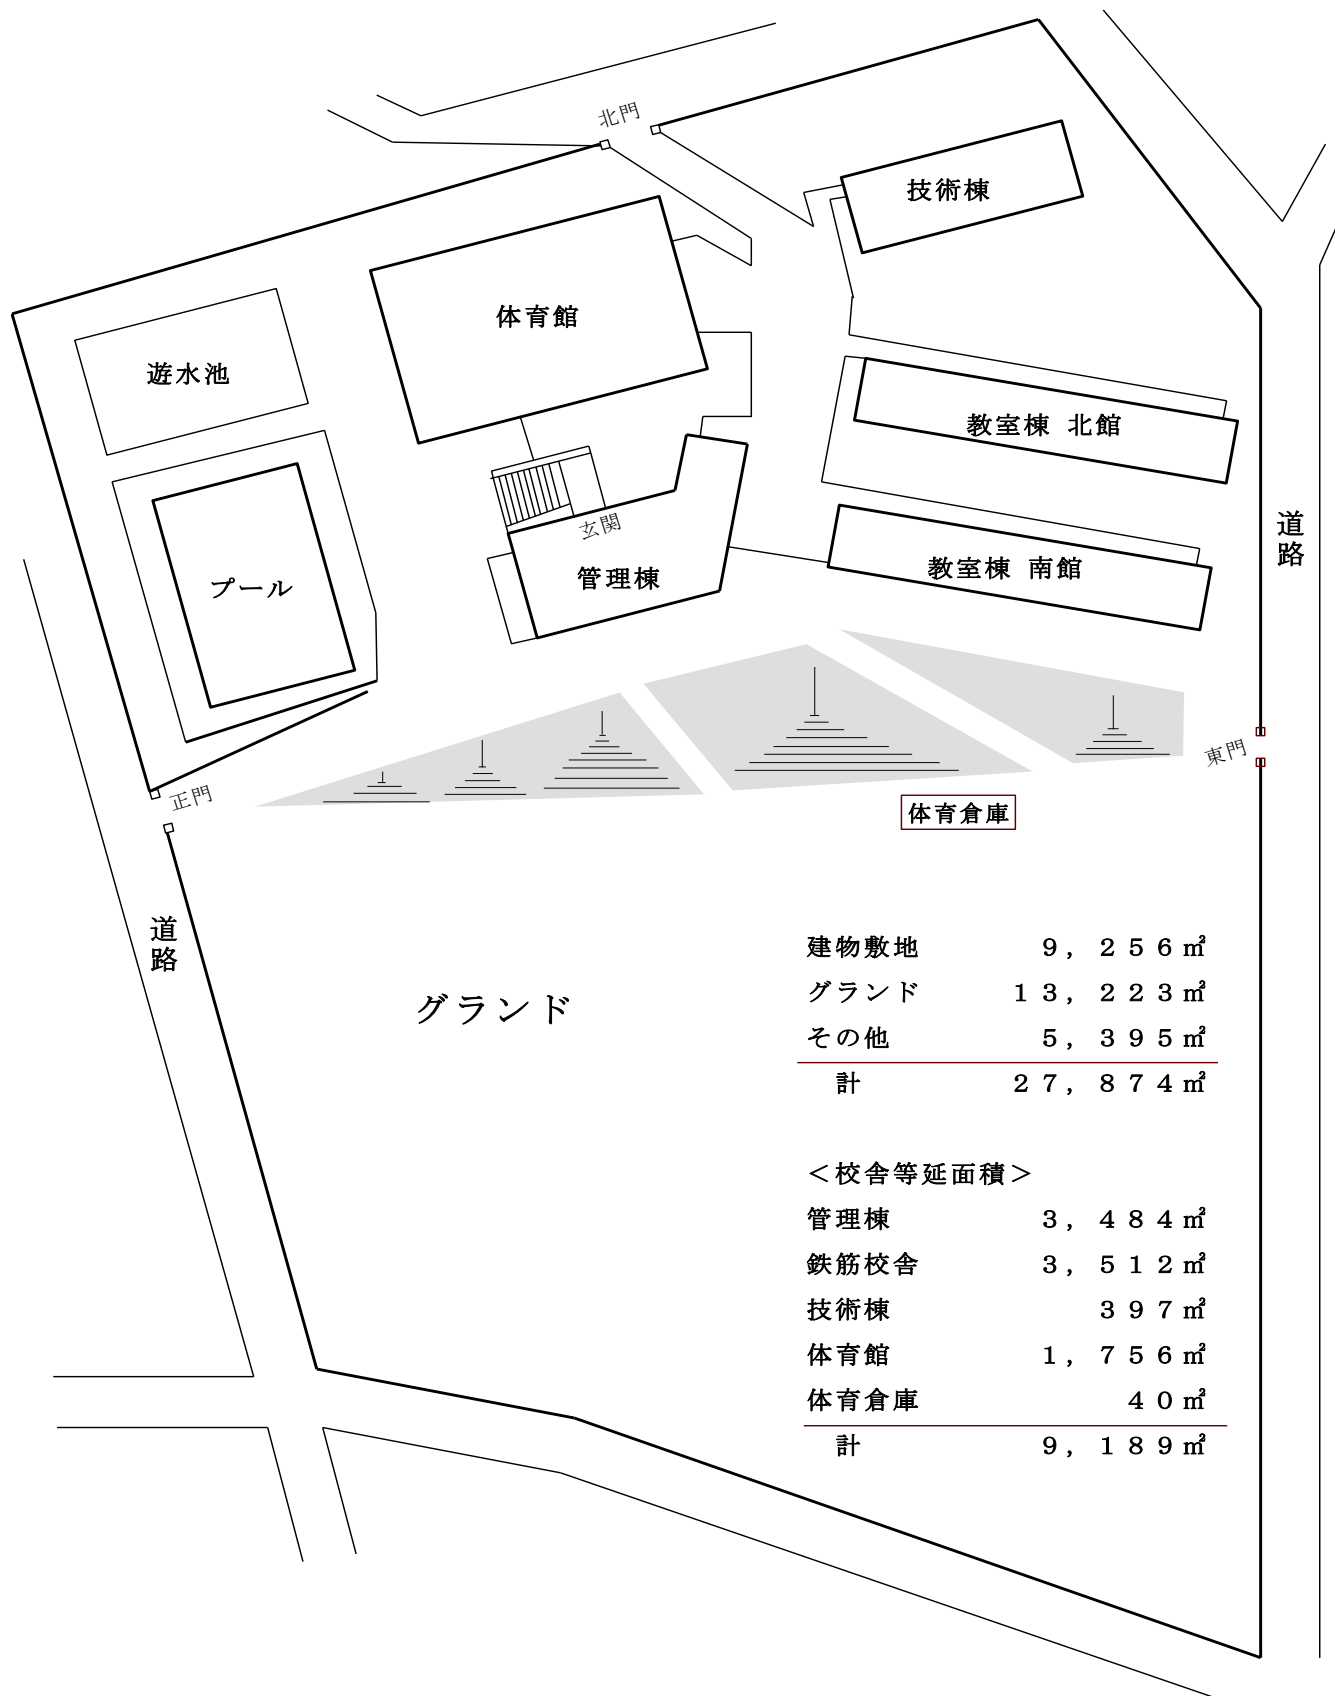 北門
技術棟
体育館
遊水池
教室棟 北館
道路
玄関
管理棟
教室棟 南館
プール
東門
正門
体育倉庫
道路
グランド
建物敷地 9,256㎡
グランド 13,223㎡
その他 5,395㎡
計 27,874㎡
<校舎等延面積>
管理棟 3,484㎡
鉄筋校舎 3,512㎡
技術棟 397㎡
体育館 1,756㎡
体育倉庫 40㎡
計 9,189㎡